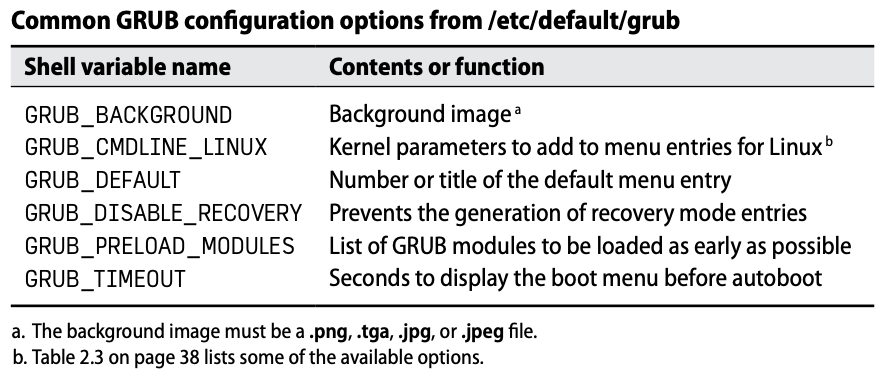 Common GRUB configuration options from /etc/default/grub
Shell variable name Contents or function
GRUB_BACKGROUND Background image a
GRUB_CMDLINE_LINUX Kernel parameters to add to menu entries for Linux b
GRUB_DEFAULT Number or title of the default menu entry
GRUB_DISABLE_RECOVERY Prevents the generation of recovery mode entries
GRUB_PRELOAD_MODULES List of GRUB modules to be loaded as early as possible
GRUB_TIMEOUT Seconds to display the boot menu before autoboot
a. The background image must be a .png, .tga, .jpg, or .jpeg file.
b. Table 2.3 on page 38 lists some of the available options.